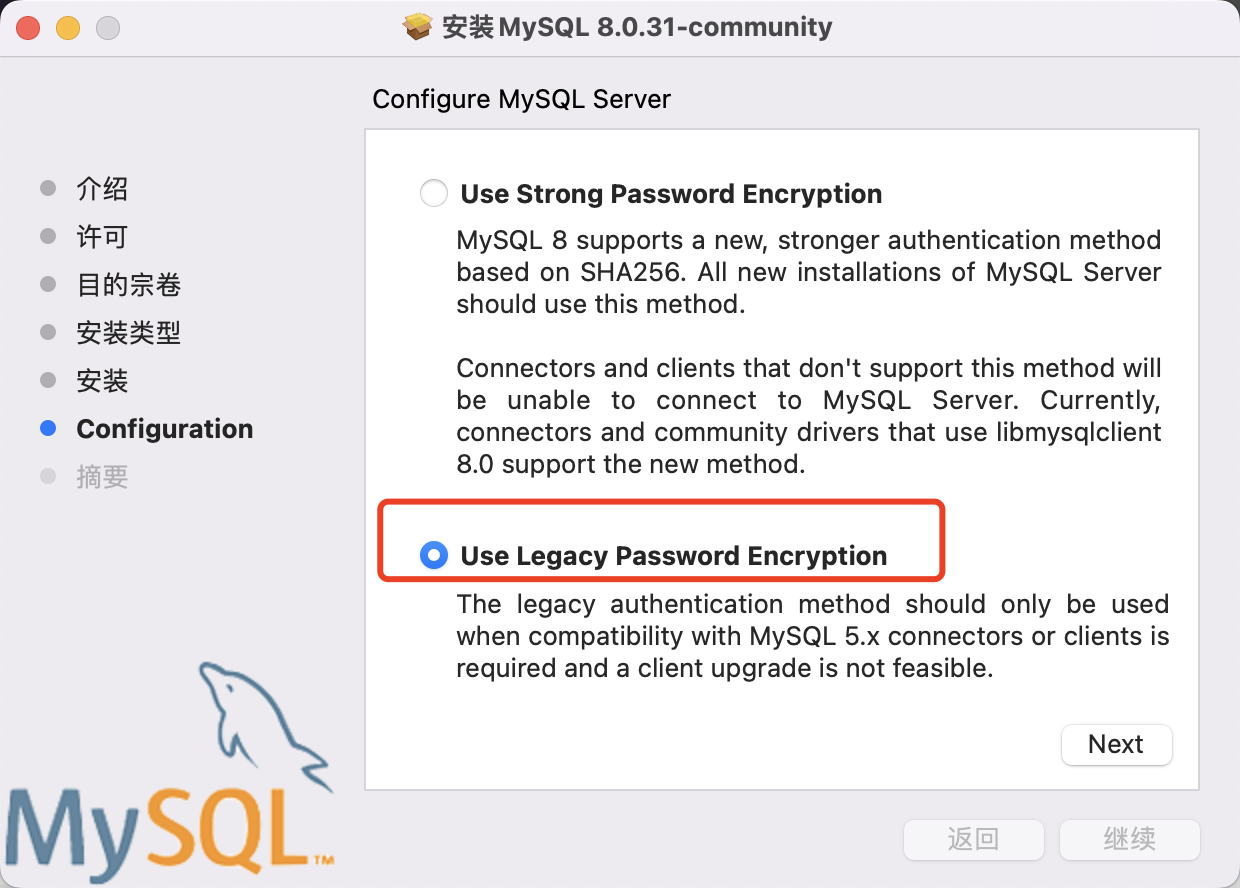 安装MySQL 8.0.31-community
Configure MySQL Server
介绍
许可
目的宗卷
安装类型
安装
Configuration
摘要
Use Strong Password Encryption
MySQL 8 supports a new, stronger authentication method
based on SHA256. All new installations of MySQL Server
should use this method.
Connectors and clients that don't support this method will
be unable to connect to MySQL Server. Currently,
connectors and community drivers that use libmysqlclient
8.0 support the new method.
Use Legacy Password Encryption
The legacy authentication method should only be used
when compatibility with MySQL 5.x connectors or clients is
required and a client upgrade is not feasible.
Next
MySQL™
返回
继续